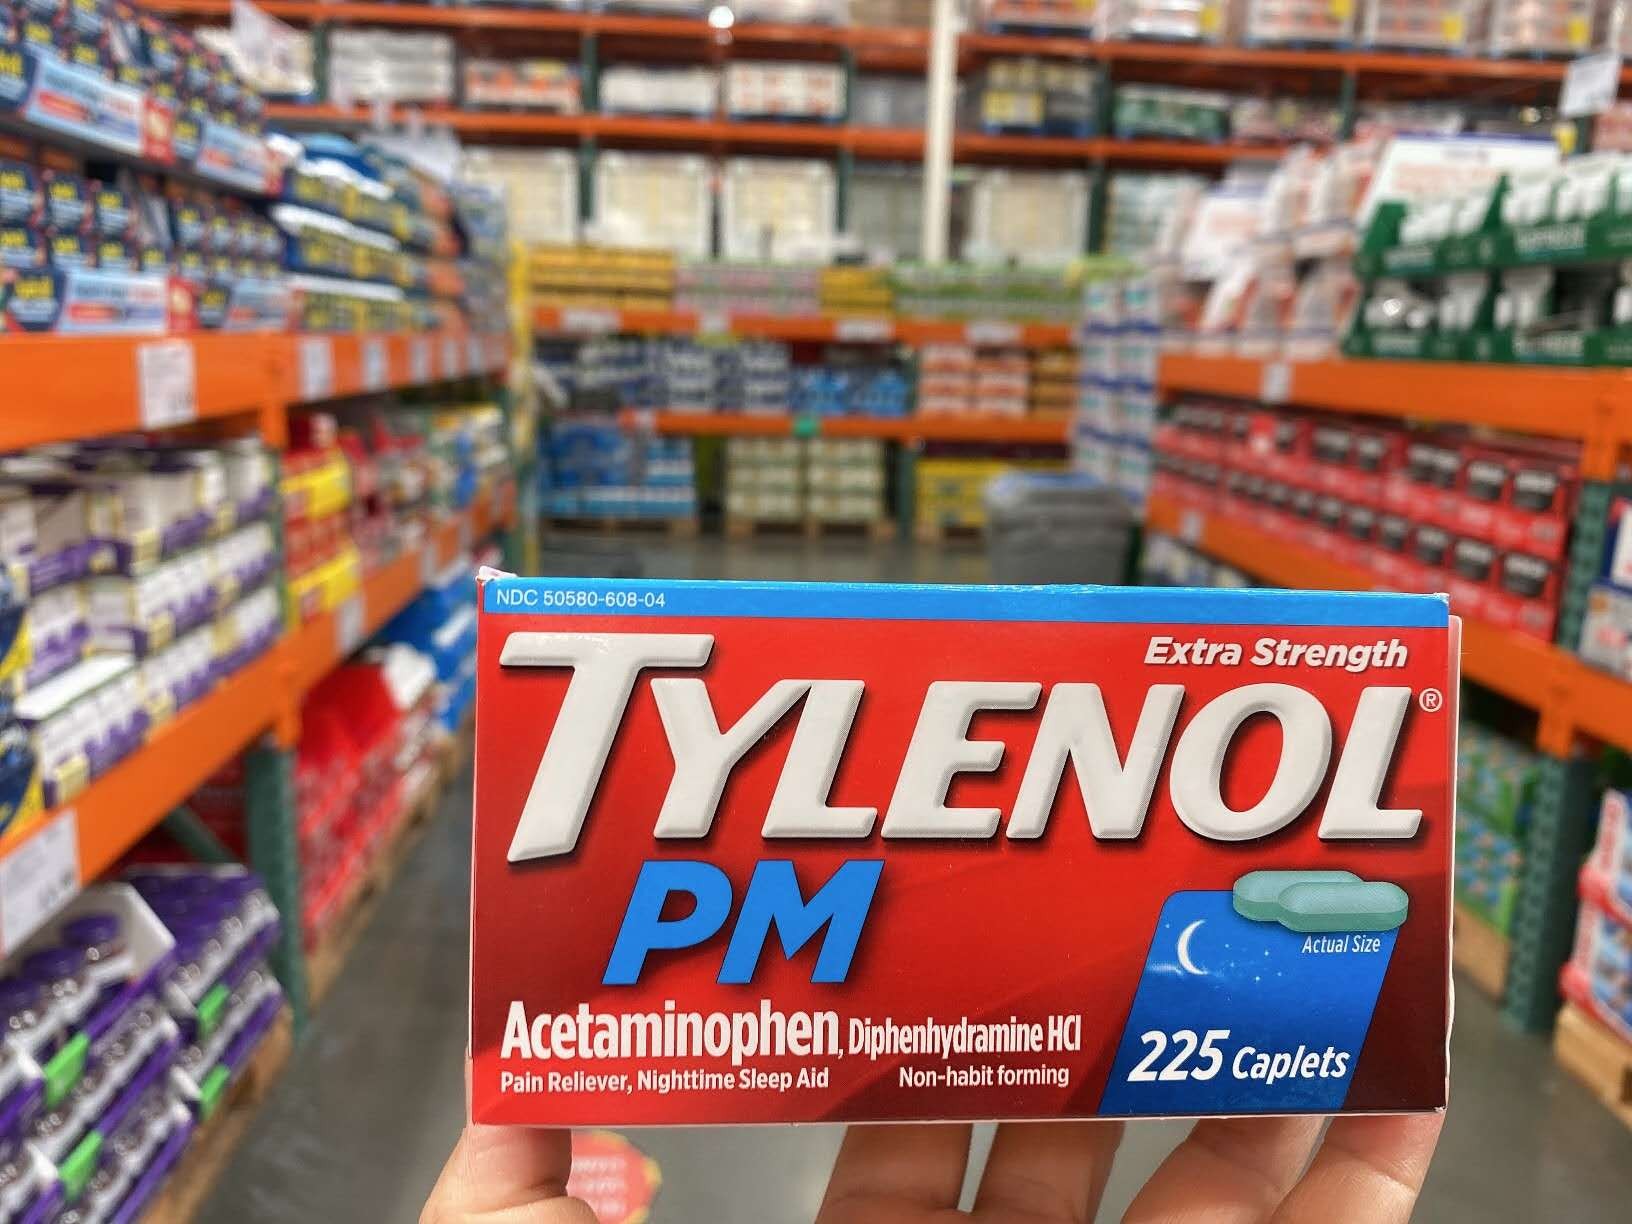 NDC 50580-608-04
Extra Strength
TYLENOL®
PM
Actual Size
Acetaminophen, Diphenhydramine HCl
Pain Reliever, Nighttime Sleep Aid Non-habit forming
225 Caplets